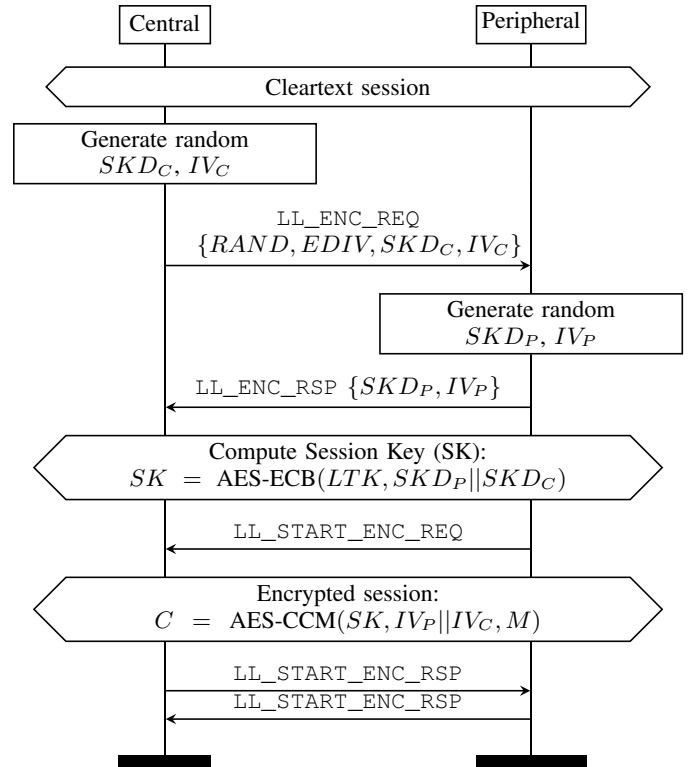 Central
Peripheral
Cleartext session
Generate random
SKD_C, IV_C
LL_ENC_REQ
{RAND, EDIV, SKD_C, IV_C}
Generate random
SKD_P, IV_P
LL_ENC_RSP {SKD_P, IV_P}
Compute Session Key (SK):
SK = AES-ECB(LTK, SKD_P||SKD_C)
LL_START_ENC_REQ
Encrypted session:
C = AES-CCM(SK, IV_P||IV_C, M)
LL_START_ENC_RSP
LL_START_ENC_RSP